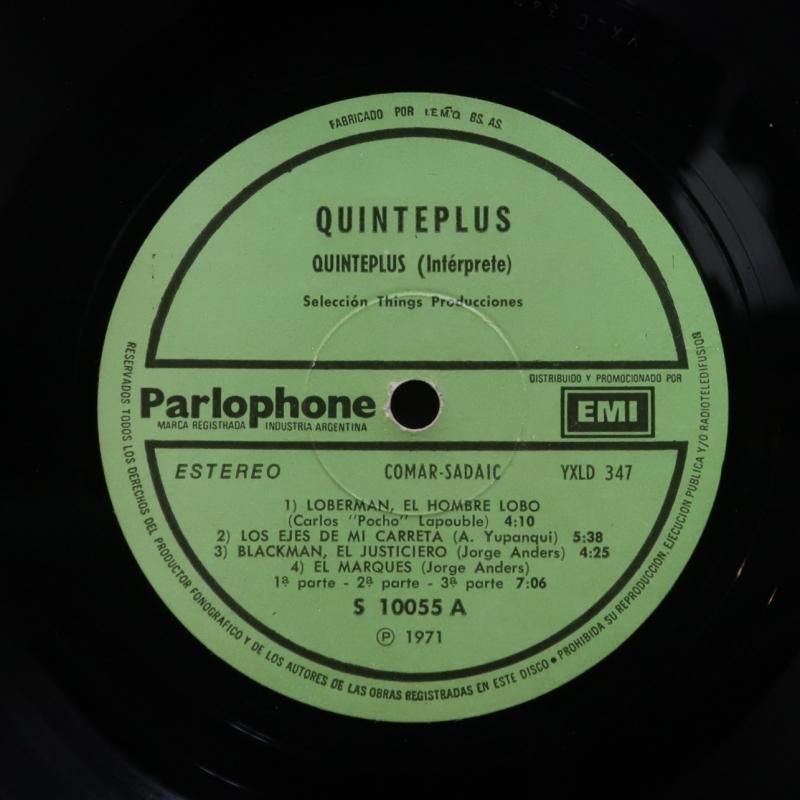 FABRICADO POR I.E.M.Q. BS. AS.
QUINTEPLUS
QUINTEPLUS (Intérprete)
Selección Things Producciones
Parlophone
MARCA REGISTRADA INDUSTRIA ARGENTINA
DISTRIBUIDO Y PROMOCIONADO POR
EMI
ESTEREO COMAR-SADAIC YXLD 347
1) LOBERMAN, EL HOMBRE LOBO
(Carlos "Pocho" Lapouble) 4:10
2) LOS EJES DE MI CARRETA (A. Yupanqui) 5:38
3) BLACKMAN, EL JUSTICIERO (Jorge Anders) 4:25
4) EL MARQUES (Jorge Anders)
1ª parte - 2ª parte - 3ª parte 7:06
S 10055 A
Ⓟ 1971
RESERVADOS TODOS LOS DERECHOS DEL PRODUCTOR FONOGRAFICO Y DE LOS AUTORES DE LAS OBRAS REGISTRADAS EN ESTE DISCO • PROHIBIDA SU REPRODUCCION, EJECUCION PUBLICA Y/O RADIOTELEDIFUSION